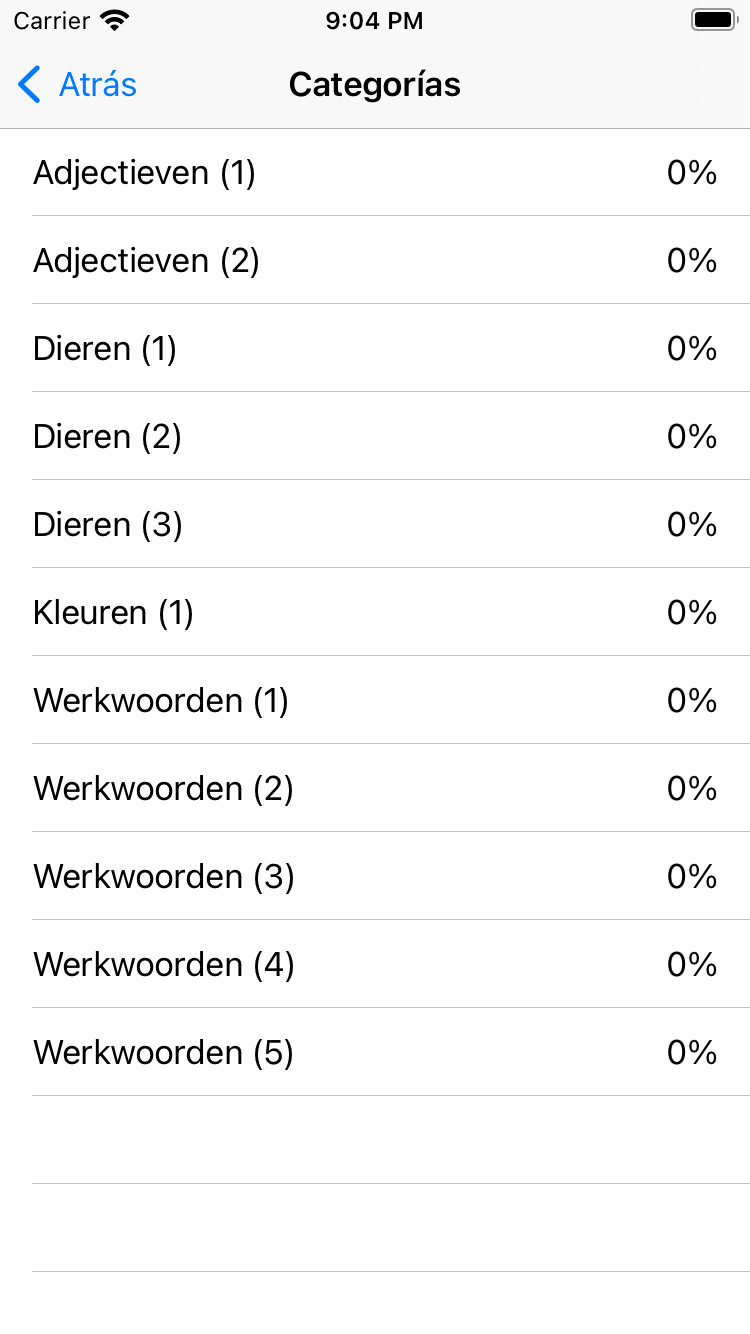 Carrier 9:04 PM
Atrás Categorías
Adjectieven (1) 0%
Adjectieven (2) 0%
Dieren (1) 0%
Dieren (2) 0%
Dieren (3) 0%
Kleuren (1) 0%
Werkwoorden (1) 0%
Werkwoorden (2) 0%
Werkwoorden (3) 0%
Werkwoorden (4) 0%
Werkwoorden (5) 0%